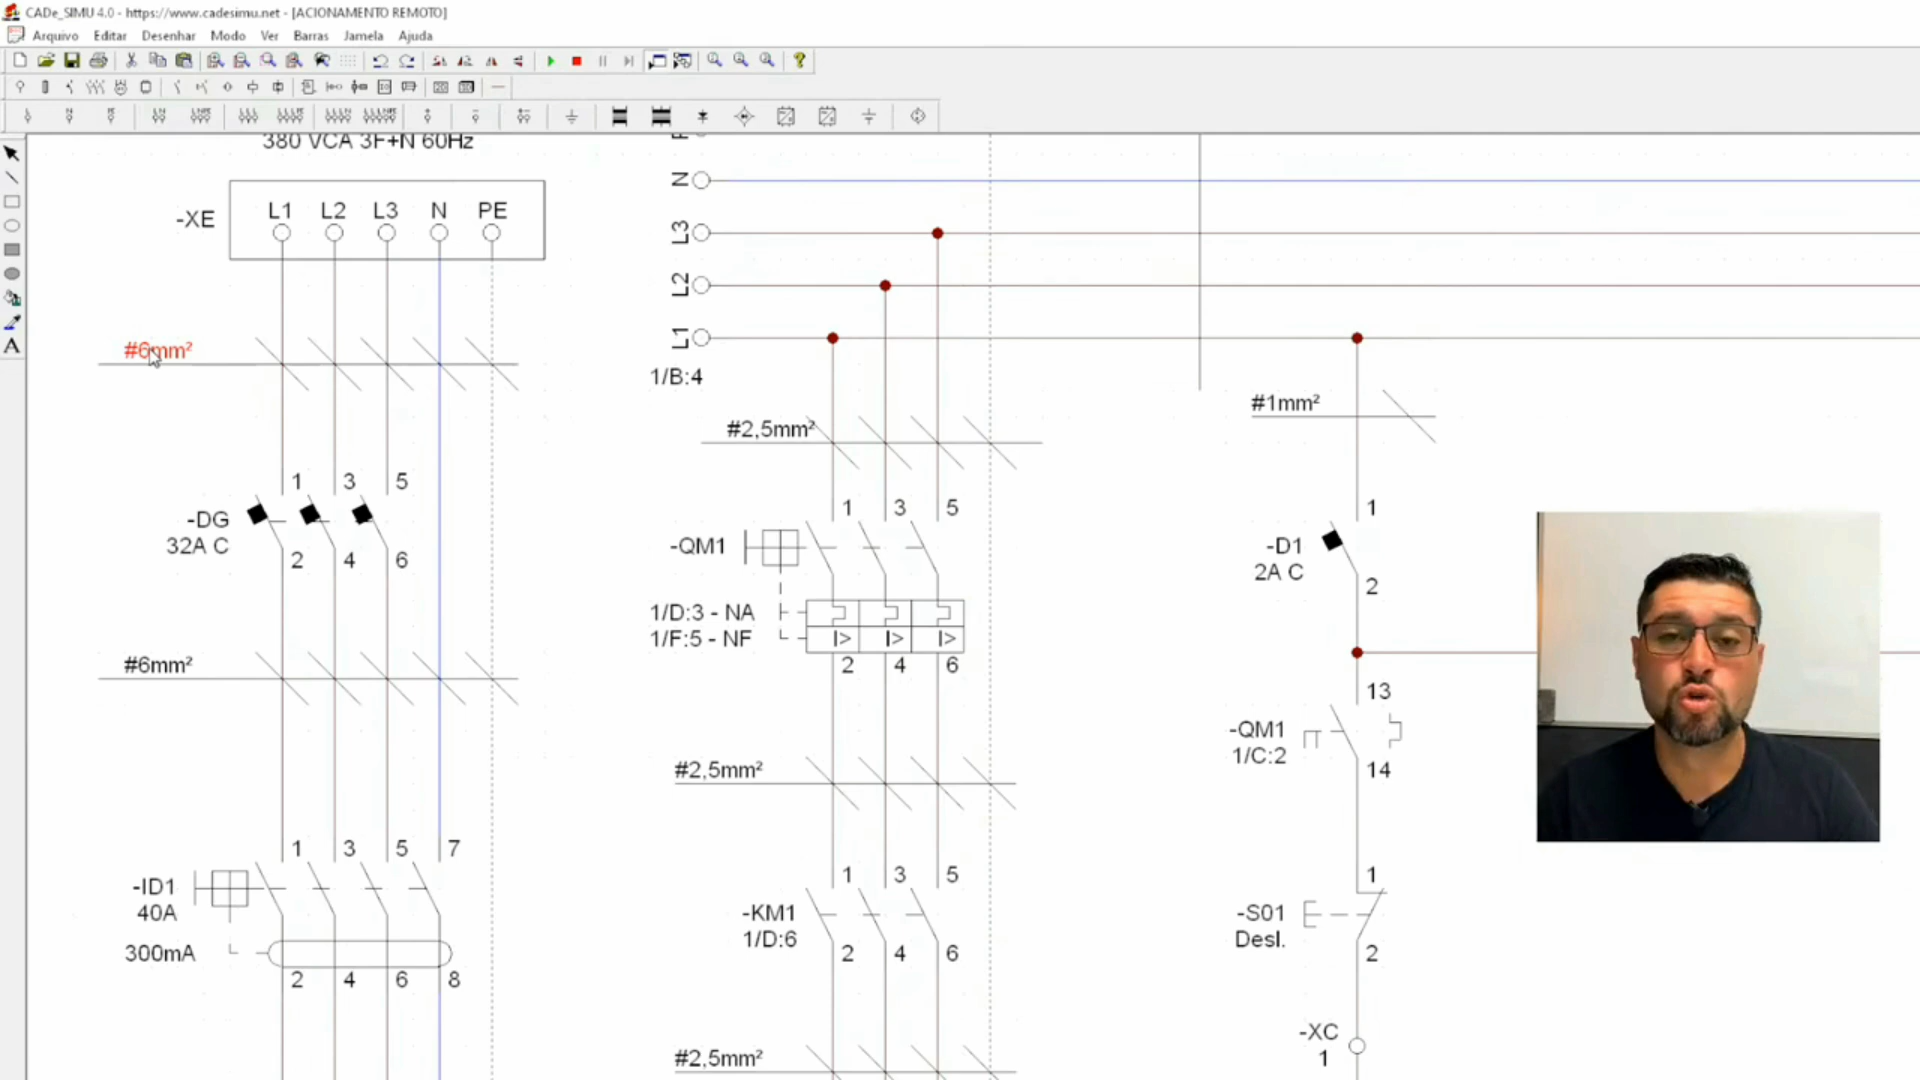 CADe_SIMU 4.0 - https://www.cadesimu.net - [ACIONAMENTO REMOTO]
Arquivo Editar Desenhar Modo Ver Barras Jamela Ajuda
380 VCA 3F+N 60Hz
-XE
L1 L2 L3 N PE
#6mm²
1 3 5
-DG
32A C
2 4 6
#6mm²
1 3 5 7
-ID1
40A
300mA
2 4 6 8
N
L3
L2
L1
1/B:4
#2,5mm²
1 3 5
-QM1
1/D:3 - NA
1/F:5 - NF
I> I> I>
2 4 6
#2,5mm²
1 3 5
-KM1
1/D:6
2 4 6
#2,5mm²
#1mm²
1
-D1
2A C
2
13
-QM1
1/C:2
14
1
-S01
Desl.
2
-XC
1
A